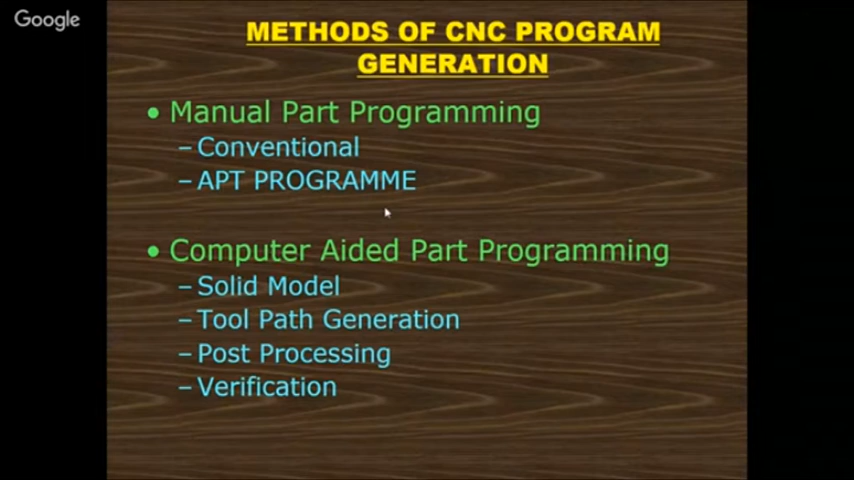 Google
METHODS OF CNC PROGRAM
GENERATION
• Manual Part Programming
– Conventional
– APT PROGRAMME
• Computer Aided Part Programming
– Solid Model
– Tool Path Generation
– Post Processing
– Verification